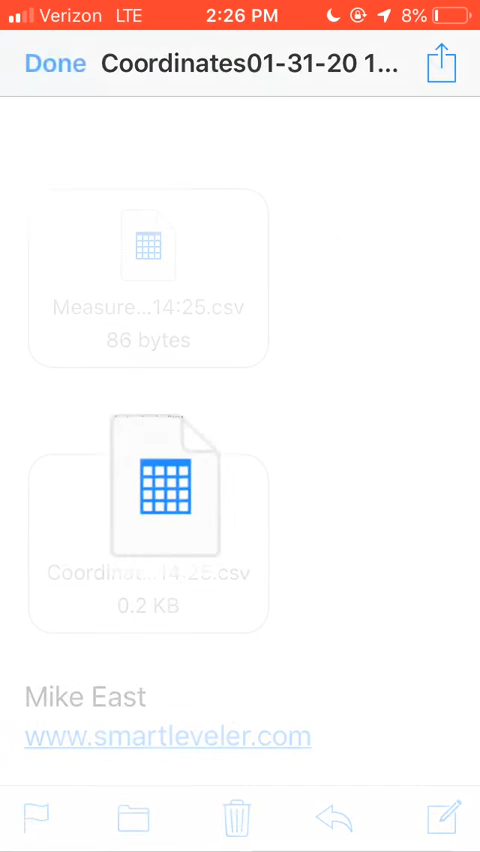 Verizon LTE 2:26 PM 8%
Done Coordinates01-31-20 1...
Measure...14:25.csv
86 bytes
Coordinat...14:25.csv
0.2 KB
Mike East
www.smartleveler.com